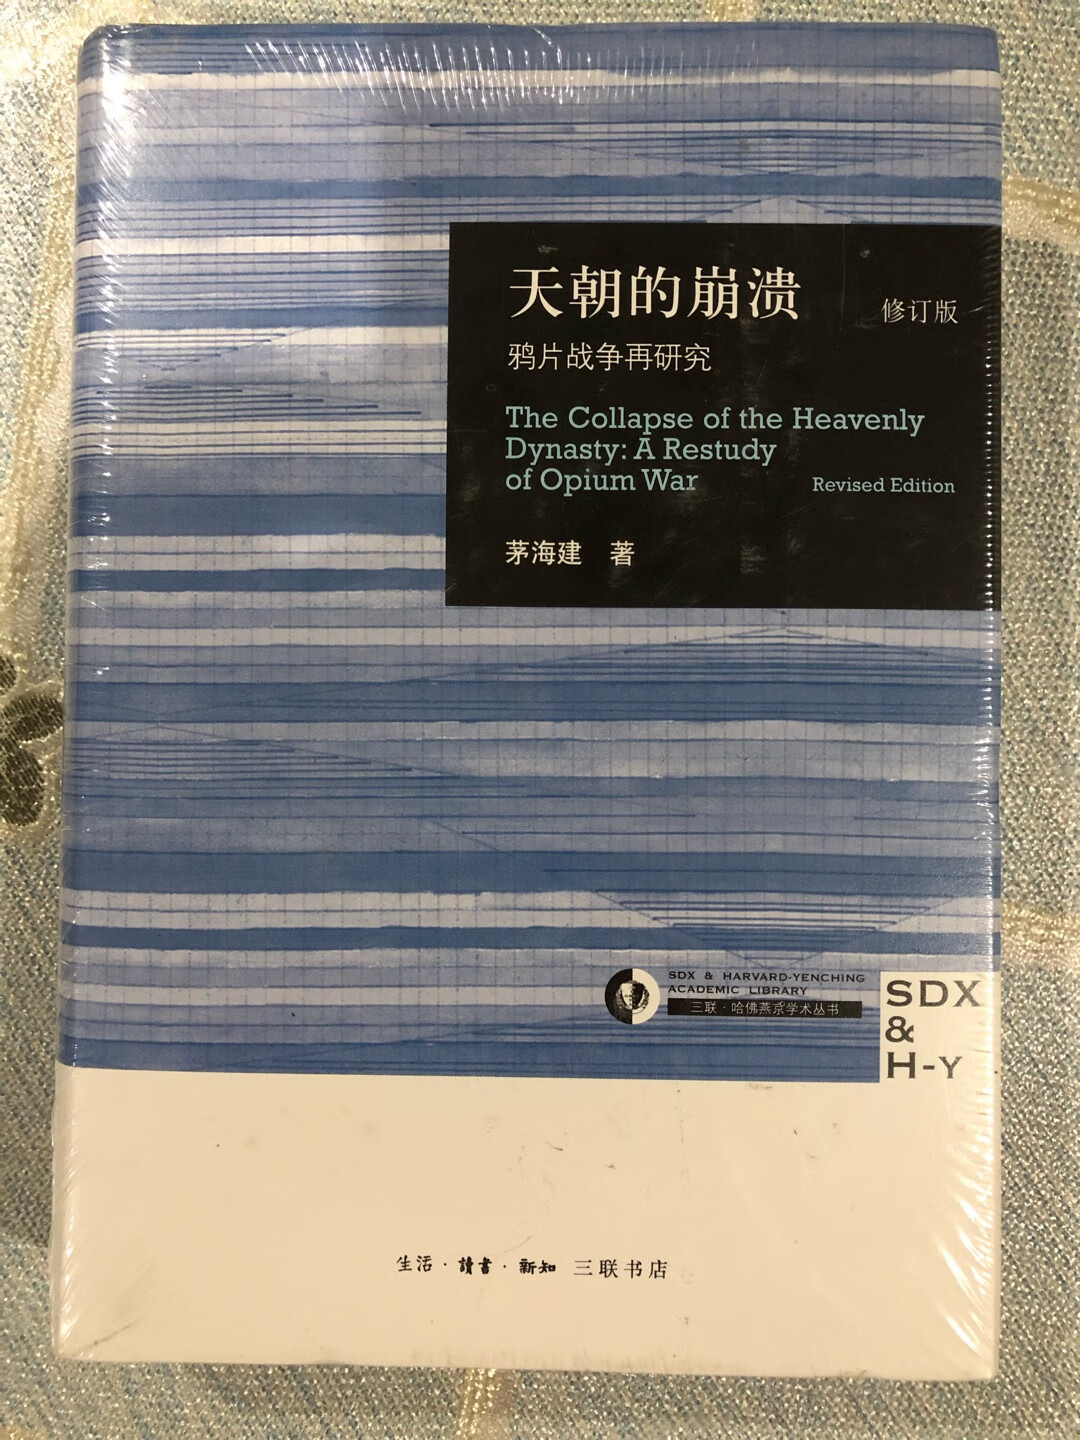 天朝的崩溃 修订版
鸦片战争再研究
The Collapse of the Heavenly
Dynasty: A Restudy
of Opium War Revised Edition
茅海建 著
SDX & HARVARD-YENCHING
ACADEMIC LIBRARY
三联·哈佛燕京学术丛书
SDX
&
H-Y
生活·讀書·新知 三联书店